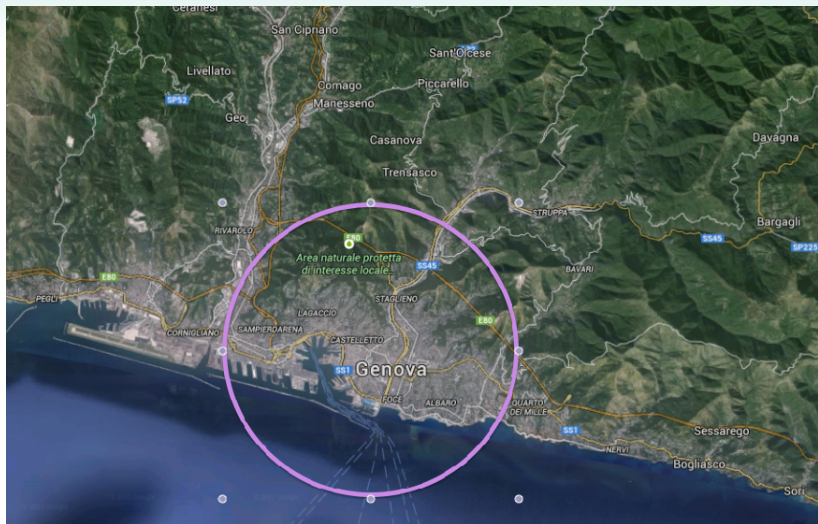 Ceranesi
San Cipriano
Sant'Olcese
Livellato
Comago
Piccarello
SP52
Manesseno
Geo
Casanova
Davagna
Trensasco
STRUPPA
Bargagli
RIVAROLO
E80
SS45
SP225
Area naturale protetta
di interesse locale
SS45
BAVARI
E80
PEGLI
STAGLIENO
LAGACCIO
E80
CORNIGLIANO
SAMPIERDARENA
CASTELLETTO
SS1
Genova
FOCE
ALBARO
QUARTO
DEI MILLE
SS1
Sessarego
NERVI
Bogliasco
Sori